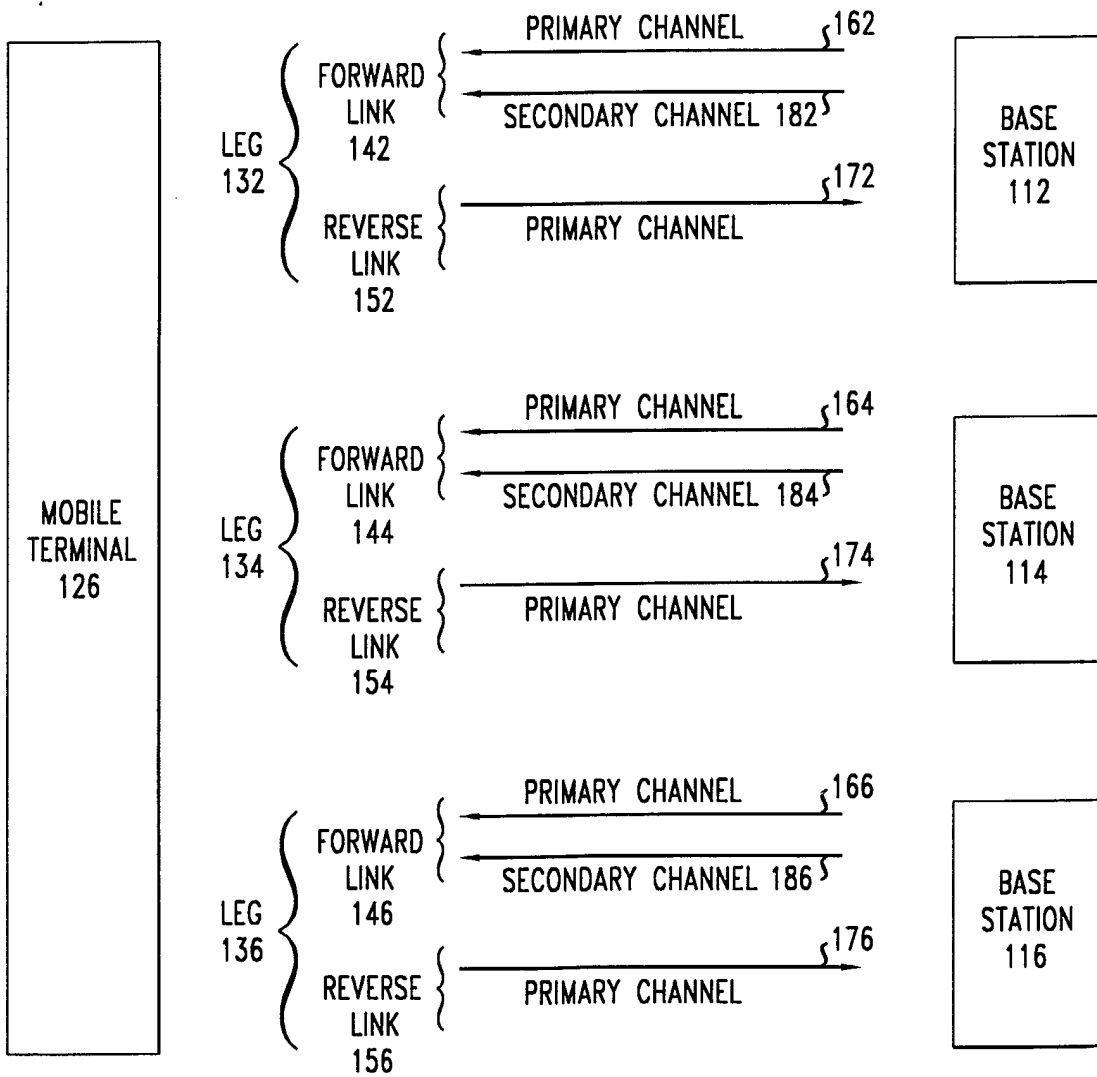 PRIMARY CHANNEL 162
FORWARD
LINK
142
SECONDARY CHANNEL 182
LEG
132
172
REVERSE
LINK
152
PRIMARY CHANNEL
BASE
STATION
112
PRIMARY CHANNEL 164
FORWARD
LINK
144
SECONDARY CHANNEL 184
MOBILE
TERMINAL
126
LEG
134
174
REVERSE
LINK
154
PRIMARY CHANNEL
BASE
STATION
114
PRIMARY CHANNEL 166
FORWARD
LINK
146
SECONDARY CHANNEL 186
LEG
136
176
REVERSE
LINK
156
PRIMARY CHANNEL
BASE
STATION
116